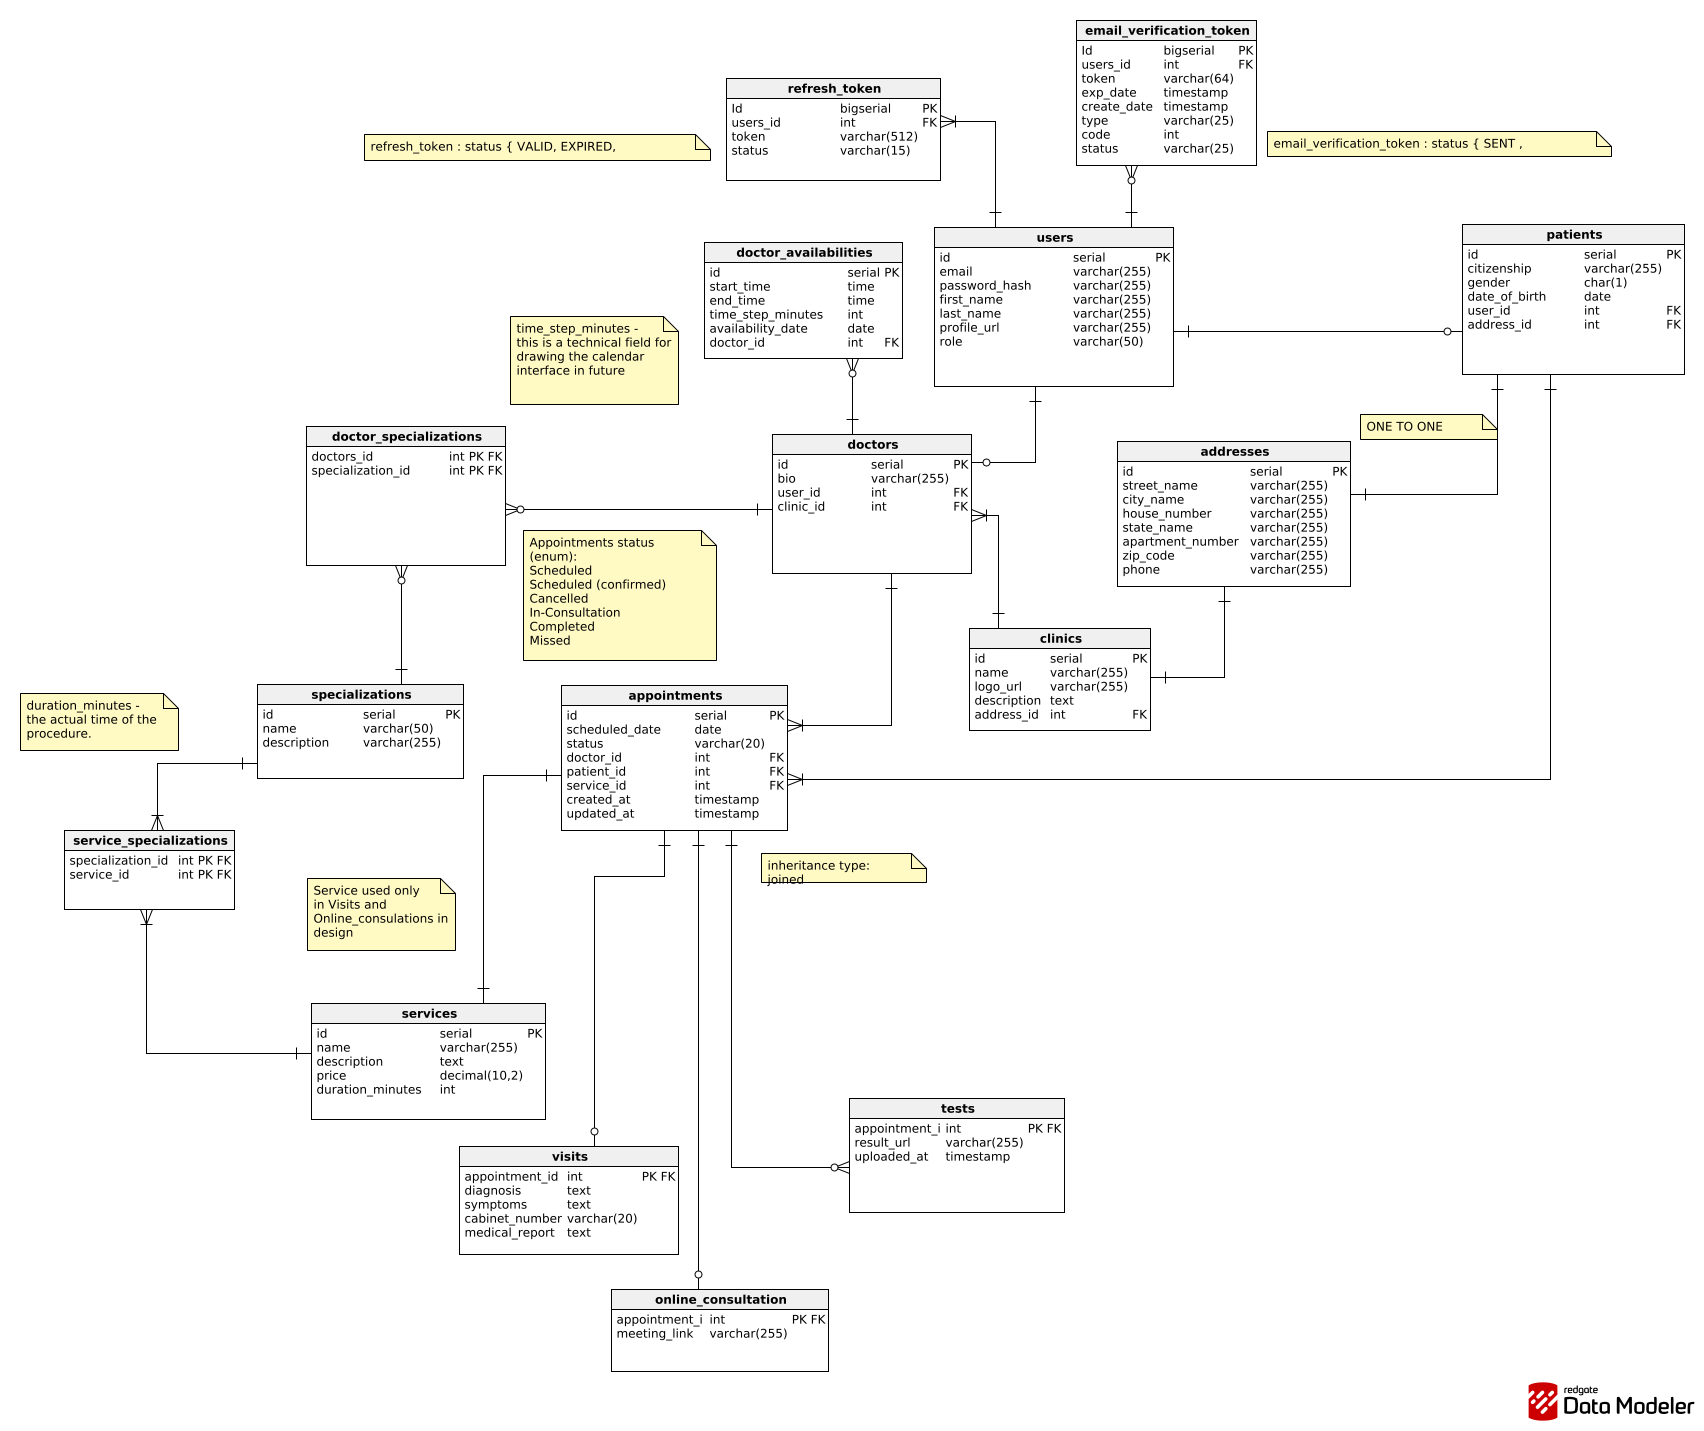 email_verification_token
Id bigserial PK
users_id int FK
token varchar(64)
exp_date timestamp
create_date timestamp
type varchar(25)
code int
status varchar(25)
refresh_token
Id bigserial PK
users_id int FK
token varchar(512)
status varchar(15)
refresh_token : status { VALID, EXPIRED,
email_verification_token : status { SENT ,
users
id serial PK
email varchar(255)
password_hash varchar(255)
first_name varchar(255)
last_name varchar(255)
profile_url varchar(255)
role varchar(50)
patients
id serial PK
citizenship varchar(255)
gender char(1)
date_of_birth date
user_id int FK
address_id int FK
doctor_availabilities
id serial PK
start_time time
end_time time
time_step_minutes int
availability_date date
doctor_id int FK
time_step_minutes -
this is a technical field for
drawing the calendar
interface in future
doctor_specializations
doctors_id int PK FK
specialization_id int PK FK
doctors
id serial PK
bio varchar(255)
user_id int FK
clinic_id int FK
ONE TO ONE
addresses
id serial PK
street_name varchar(255)
city_name varchar(255)
house_number varchar(255)
state_name varchar(255)
apartment_number varchar(255)
zip_code varchar(255)
phone varchar(255)
Appointments status
(enum):
Scheduled
Scheduled (confirmed)
Cancelled
In-Consultation
Completed
Missed
clinics
id serial PK
name varchar(255)
logo_url varchar(255)
description text
address_id int FK
specializations
id serial PK
name varchar(50)
description varchar(255)
duration_minutes -
the actual time of the
procedure.
appointments
id serial PK
scheduled_date date
status varchar(20)
doctor_id int FK
patient_id int FK
service_id int FK
created_at timestamp
updated_at timestamp
service_specializations
specialization_id int PK FK
service_id int PK FK
inheritance type:
joined
Service used only
in Visits and
Online_consulations in
design
services
id serial PK
name varchar(255)
description text
price decimal(10,2)
duration_minutes int
tests
appointment_i int PK FK
result_url varchar(255)
uploaded_at timestamp
visits
appointment_id int PK FK
diagnosis text
symptoms text
cabinet_number varchar(20)
medical_report text
online_consultation
appointment_i int PK FK
meeting_link varchar(255)
redgate
Data Modeler